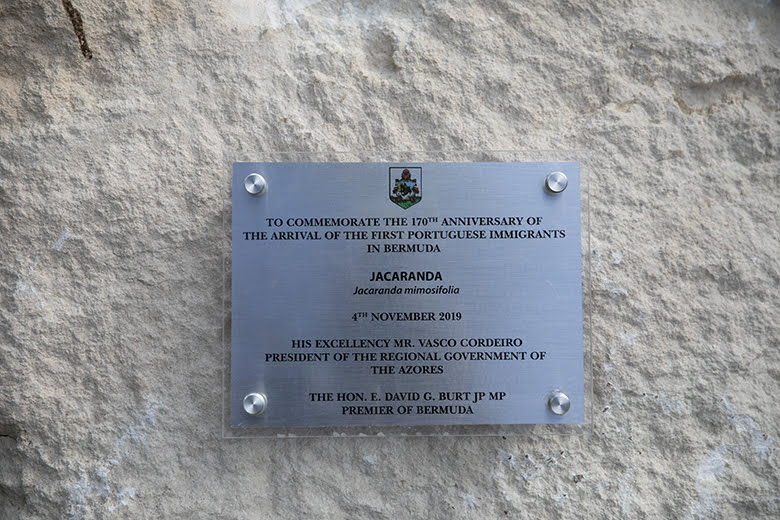 TO COMMEMORATE THE 170TH ANNIVERSARY OF
THE ARRIVAL OF THE FIRST PORTUGUESE IMMIGRANTS
IN BERMUDA
JACARANDA
Jacaranda mimosifolia
4TH NOVEMBER 2019
HIS EXCELLENCY MR. VASCO CORDEIRO
PRESIDENT OF THE REGIONAL GOVERNMENT OF
THE AZORES
THE HON. E. DAVID G. BURT JP MP
PREMIER OF BERMUDA